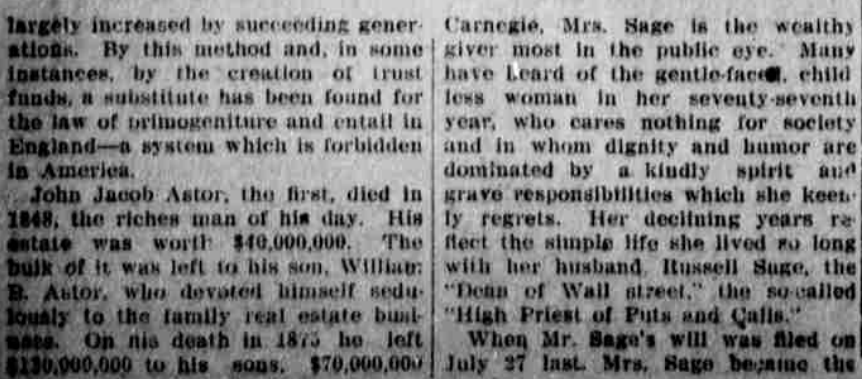 largely increased by succeeding gener-
ations. By this method and, in some
instances, by the creation of trust
funds, a substitute has been found for
the law of primogeniture and entail in
England—a system which is forbidden
in America.
John Jacob Astor, the first, died in
1848, the riches man of his day. His
estate was worth $40,000,000. The
bulk of it was left to his son, William
B. Astor, who devoted himself sedu-
lously to the family real estate busi-
ness. On his death in 1875 he left
$130,000,000 to his sons, $70,000,000
Carnegie, Mrs. Sage is the wealthy
giver most in the public eye. Many
have heard of the gentle-faced, child
less woman in her seventy-seventh
year, who cares nothing for society
and in whom dignity and humor are
dominated by a kindly spirit and
grave responsibilities which she keen-
ly regrets. Her declining years re-
flect the simple life she lived so long
with her husband, Russell Sage, the
"Dean of Wall street," the so-called
"High Priest of Puts and Calls."
When Mr. Sage's will was filed on
July 27 last, Mrs. Sage became the